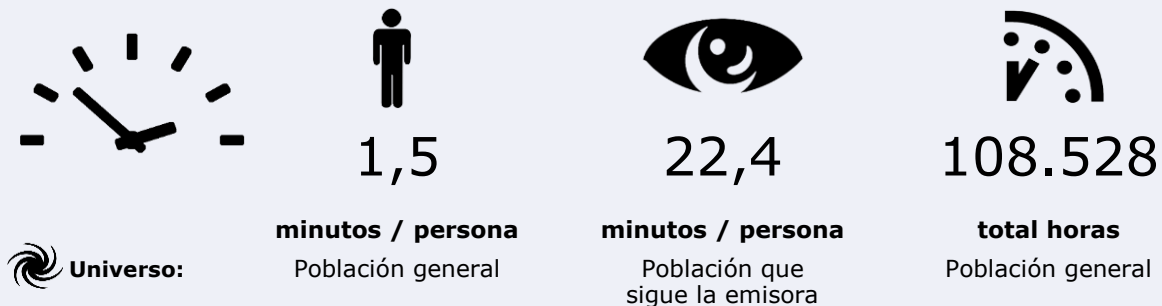 1,5
22,4
108.528
minutos / persona
minutos / persona
total horas
Universo:
Población general
Población que
sigue la emisora
Población general